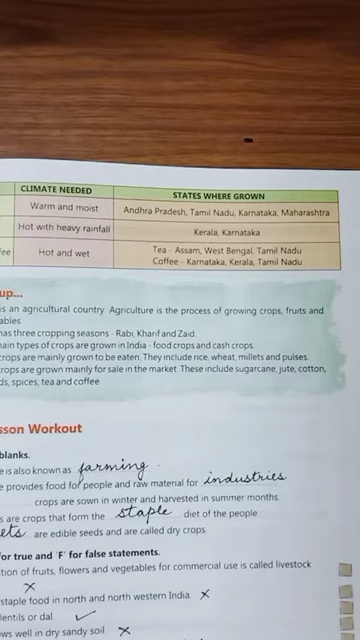 CLIMATE NEEDED STATES WHERE GROWN
Warm and moist Andhra Pradesh, Tamil Nadu, Karnataka, Maharashtra
Hot with heavy rainfall Kerala, Karnataka
fee Hot and wet Tea - Assam, West Bengal, Tamil Nadu
Coffee - Karnataka, Kerala, Tamil Nadu
up...
is an agricultural country. Agriculture is the process of growing crops, fruits and
ables.
has three cropping seasons - Rabi, Kharif and Zaid.
ain types of crops are grown in India - food crops and cash crops.
crops are mainly grown to be eaten. They include rice, wheat, millets and pulses.
rops are grown mainly for sale in the market. These include sugarcane, jute, cotton,
ds, spices, tea and coffee.
sson Workout
blanks.
e is also known as farming.
e provides food for people and raw material for industries
crops are sown in winter and harvested in summer months.
s are crops that form the staple diet of the people
ets are edible seeds and are called dry crops.
for true and 'F' for false statements.
tion of fruits, flowers and vegetables for commercial use is called livestock
staple food in north and north western India.
lentils or dal.
ws well in dry sandy soil.